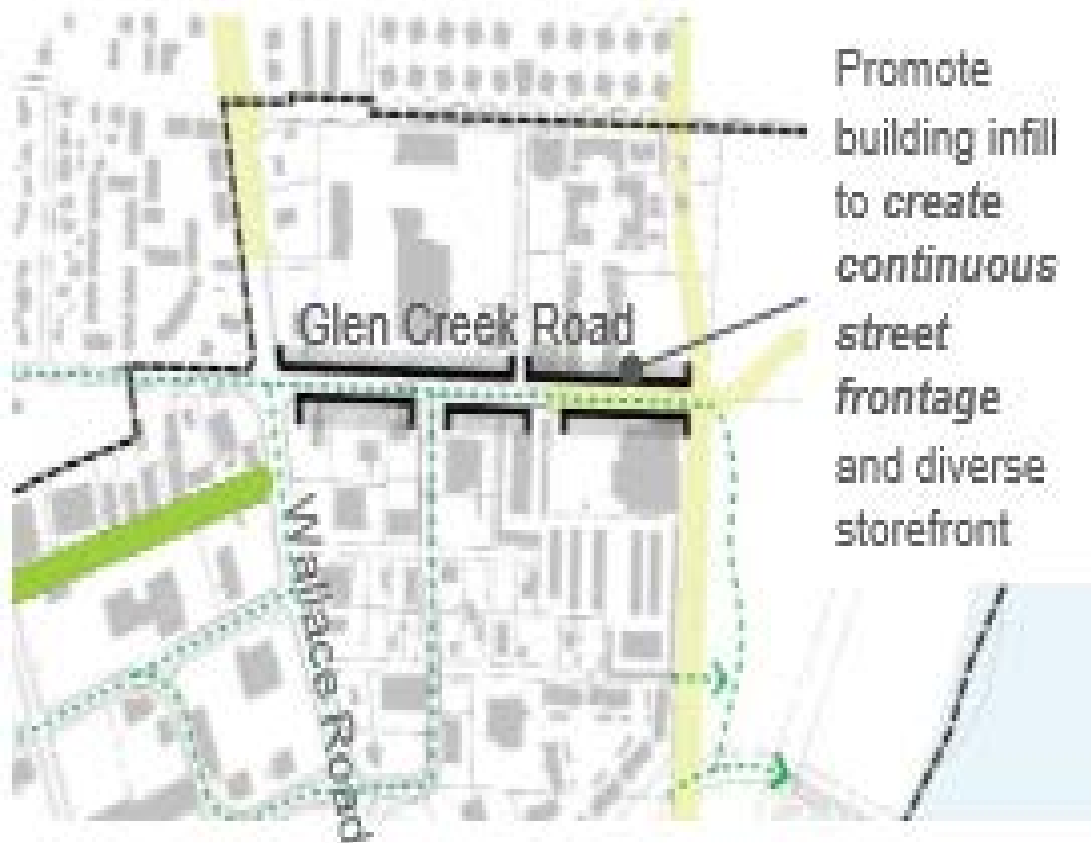 Promote
building infill
to create
continuous
street
frontage
and diverse
storefront
Glen Creek Road
Wallace Road